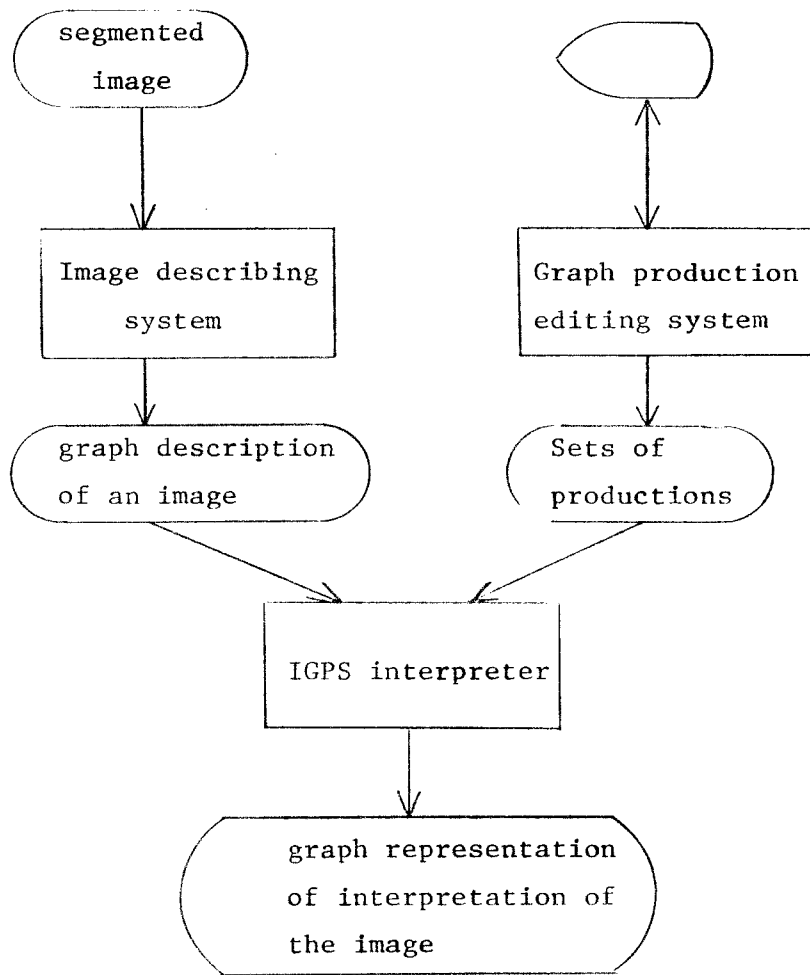 segmented
image
Image describing
system
Graph production
editing system
graph description
of an image
Sets of
productions
IGPS interpreter
graph representation
of interpretation of
the image